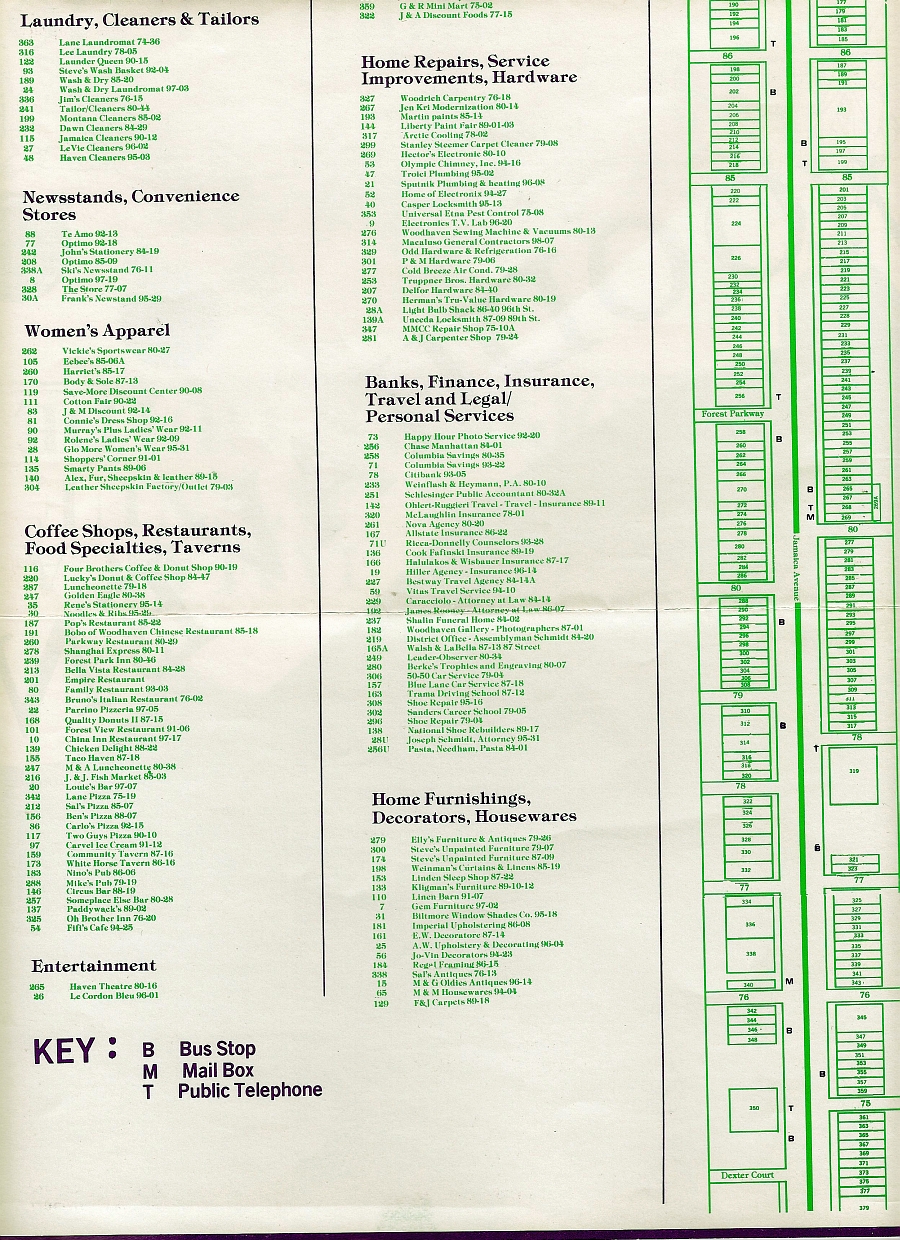 Laundry, Cleaners & Tailors
363 Lane Laundromat 74-36
316 Lee Laundry 78-05
122 Launder Queen 90-15
93 Steve's Wash Basket 92-04
189 Wash & Dry 85-20
24 Wash & Dry Laundromat 97-03
336 Jim's Cleaners 76-15
241 Tailor/Cleaners 80-44
199 Montana Cleaners 85-02
232 Dawn Cleaners 84-29
115 Jamaica Cleaners 90-12
27 LeVie Cleaners 96-02
48 Haven Cleaners 95-03
Newsstands, Convenience
Stores
88 Te Amo 92-13
77 Optimo 92-18
242 John's Stationery 84-19
208 Optimo 85-09
338A Ski's Newsstand 76-11
8 Optimo 97-19
328 The Store 77-07
30A Frank's Newstand 95-29
Women's Apparel
262 Vickie's Sportswear 80-27
105 Eebee's 85-06A
260 Harriet's 85-17
170 Body & Sole 87-13
119 Save-More Discount Center 90-08
111 Cotton Fair 90-22
83 J & M Discount 92-14
81 Connie's Dress Shop 92-16
90 Murray's Plus Ladies' Wear 92-11
92 Rolene's Ladies' Wear 92-09
28 Glo More Women's Wear 95-31
114 Shoppers' Corner 91-01
135 Smarty Pants 89-06
140 Alex, Fur, Sheepskin & leather 89-15
304 Leather Sheepskin Factory/Outlet 79-03
Coffee Shops, Restaurants,
Food Specialties, Taverns
116 Four Brothers Coffee & Donut Shop 90-19
220 Lucky's Donut & Coffee Shop 84-47
287 Luncheonette 79-18
247 Golden Eagle 80-38
35 Rene's Stationery 95-14
30 Noodles & Ribs 95-25
187 Pop's Restaurant 85-22
191 Bobo of Woodhaven Chinese Restaurant 85-18
260 Parkway Restaurant 80-29
278 Shanghai Express 80-11
239 Forest Park Inn 80-46
213 Bella Vista Restaurant 84-28
201 Empire Restaurant
80 Family Restaurant 93-03
343 Bruno's Italian Restaurant 76-02
22 Parrino Pizzeria 97-05
168 Quality Donuts II 87-15
101 Forest View Restaurant 91-06
10 China Inn Restaurant 97-17
139 Chicken Delight 88-22
155 Taco Haven 87-18
247 M & A Luncheonette 80-38
216 J. & J. Fish Market 85-03
20 Louie's Bar 97-07
342 Lane Pizza 75-19
212 Sal's Pizza 85-07
156 Ben's Pizza 88-07
86 Carlo's Pizza 92-15
117 Two Guys Pizza 90-10
97 Carvel Ice Cream 91-12
159 Community Tavern 87-16
173 White Horse Tavern 86-16
183 Nino's Pub 86-06
288 Mike's Pub 79-19
146 Circus Bar 88-19
257 Someplace Else Bar 80-28
137 Paddywack's 89-02
325 Oh Brother Inn 76-20
54 Fifi's Cafe 94-25
Entertainment
265 Haven Theatre 80-16
26 Le Cordon Bleu 96-01
KEY :
B Bus Stop
M Mail Box
T Public Telephone
359 G & R Mini Mart 75-02
322 J & A Discount Foods 77-15
Home Repairs, Service
Improvements, Hardware
327 Woodrich Carpentry 76-18
267 Jen Kri Modernization 80-14
193 Martin paints 85-14
144 Liberty Paint Fair 89-01-03
317 Arctic Cooling 78-02
299 Stanley Steemer Carpet Cleaner 79-08
269 Hector's Electronic 80-10
53 Olympic Chimney, Inc. 94-16
47 Troici Plumbing 95-02
21 Sputnik Plumbing & heating 96-08
52 Home of Electronix 94-27
40 Casper Locksmith 95-13
353 Universal Etna Pest Control 75-08
9 Electronics T.V. Lab 96-20
276 Woodhaven Sewing Machine & Vacuums 80-13
314 Macaluso General Contractors 98-07
329 Odd Hardware & Refrigeration 76-16
301 P & M Hardware 79-06
277 Cold Breeze Air Cond. 79-28
253 Truppner Bros. Hardware 80-32
207 Delfor Hardware 84-40
270 Herman's Tru-Value Hardware 80-19
28A Light Bulb Shack 86-40 96th St.
139A Uneeda Locksmith 87-09 89th St.
347 MMCC Repair Shop 75-10A
281 A & J Carpenter Shop 79-24
Banks, Finance, Insurance,
Travel and Legal/
Personal Services
73 Happy Hour Photo Service 92-20
256 Chase Manhattan 84-01
258 Columbia Savings 80-35
71 Columbia Savings 93-22
78 Citibank 93-05
233 Weinflash & Heymann, P.A. 80-10
251 Schlesinger Public Accountant 80-32A
142 Ohlert-Ruggieri Travel - Travel - Insurance 89-11
320 McLaughlin Insurance 78-01
261 Nova Agency 80-20
167 Allstate Insurance 86-22
71U Ricca-Donnelly Counselors 93-28
136 Cook Fafinski Insurance 89-19
166 Halulakos & Wisbauer Insurance 87-17
19 Hiller Agency - Insurance 96-14
227 Bestway Travel Agency 84-14A
59 Vitas Travel Service 94-10
229 Caracciolo - Attorney at Law 84-14
192 James Rooney - Attorney at Law 86-07
237 Shalin Funeral Home 84-02
182 Woodhaven Gallery - Photographers 87-01
219 District Office - Assemblyman Schmidt 84-20
165A Walsh & LaBella 87-13 87 Street
249 Leader-Observer 80-34
280 Berke's Trophies and Engraving 80-07
306 50-50 Car Service 79-04
157 Blue Lane Car Service 87-18
163 Trama Driving School 87-12
308 Shoe Repair 95-16
302 Sanders Career School 79-05
296 Shoe Repair 79-04
138 National Shoe Rebuilders 89-17
28U Joseph Schmidt, Attorney 95-31
256U Pasta, Needham, Pasta 84-01
Home Furnishings,
Decorators, Housewares
279 Elly's Furniture & Antiques 79-26
300 Steve's Unpainted Furniture 79-07
174 Steve's Unpainted Furniture 87-09
198 Weinman's Curtains & Linens 85-19
153 Linden Sleep Shop 87-22
133 Kligman's Furniture 89-10-12
110 Linen Barn 91-07
7 Gem Furniture 97-02
31 Biltmore Window Shades Co. 95-18
181 Imperial Upholstering 86-08
161 E.W. Decoratore 87-14
25 A.W. Upholstery & Decorating 96-04
56 Jo-Vin Decorators 94-23
184 Regal Framing 86-15
338 Sal's Antiques 76-13
15 M & G Oldies Antiques 96-14
65 M & M Housewares 94-04
129 F&J Carpets 89-18
86
85
Forest Parkway
80
79
78
77
76
Dexter Court
Jamaica Avenue
86
85
80
78
77
76
75